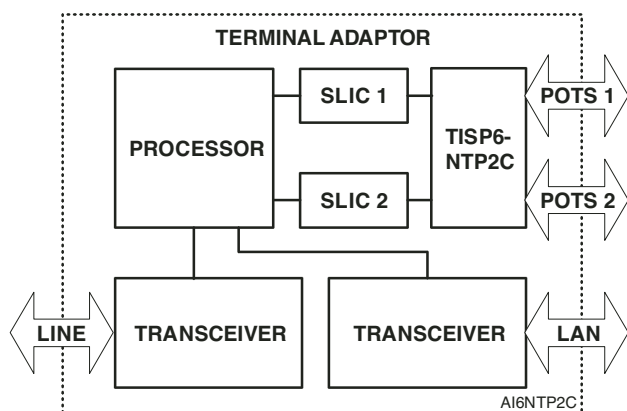 TERMINAL ADAPTOR
PROCESSOR
SLIC 1
SLIC 2
TISP6-
NTP2C
POTS 1
POTS 2
LINE
TRANSCEIVER
TRANSCEIVER
LAN
AI6NTP2C